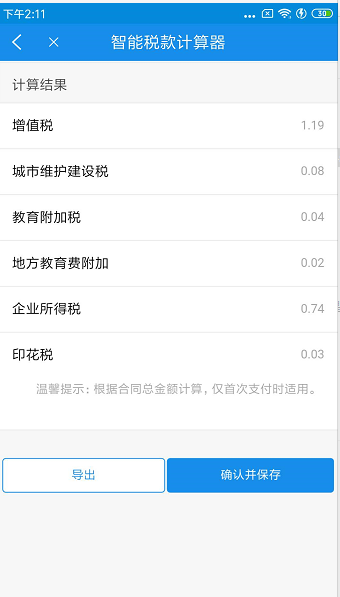 下午2:11
30
智能税款计算器
计算结果
增值税 1.19
城市维护建设税 0.08
教育附加税 0.04
地方教育费附加 0.02
企业所得税 0.74
印花税 0.03
温馨提示: 根据合同总金额计算, 仅首次支付时适用。
导出 确认并保存